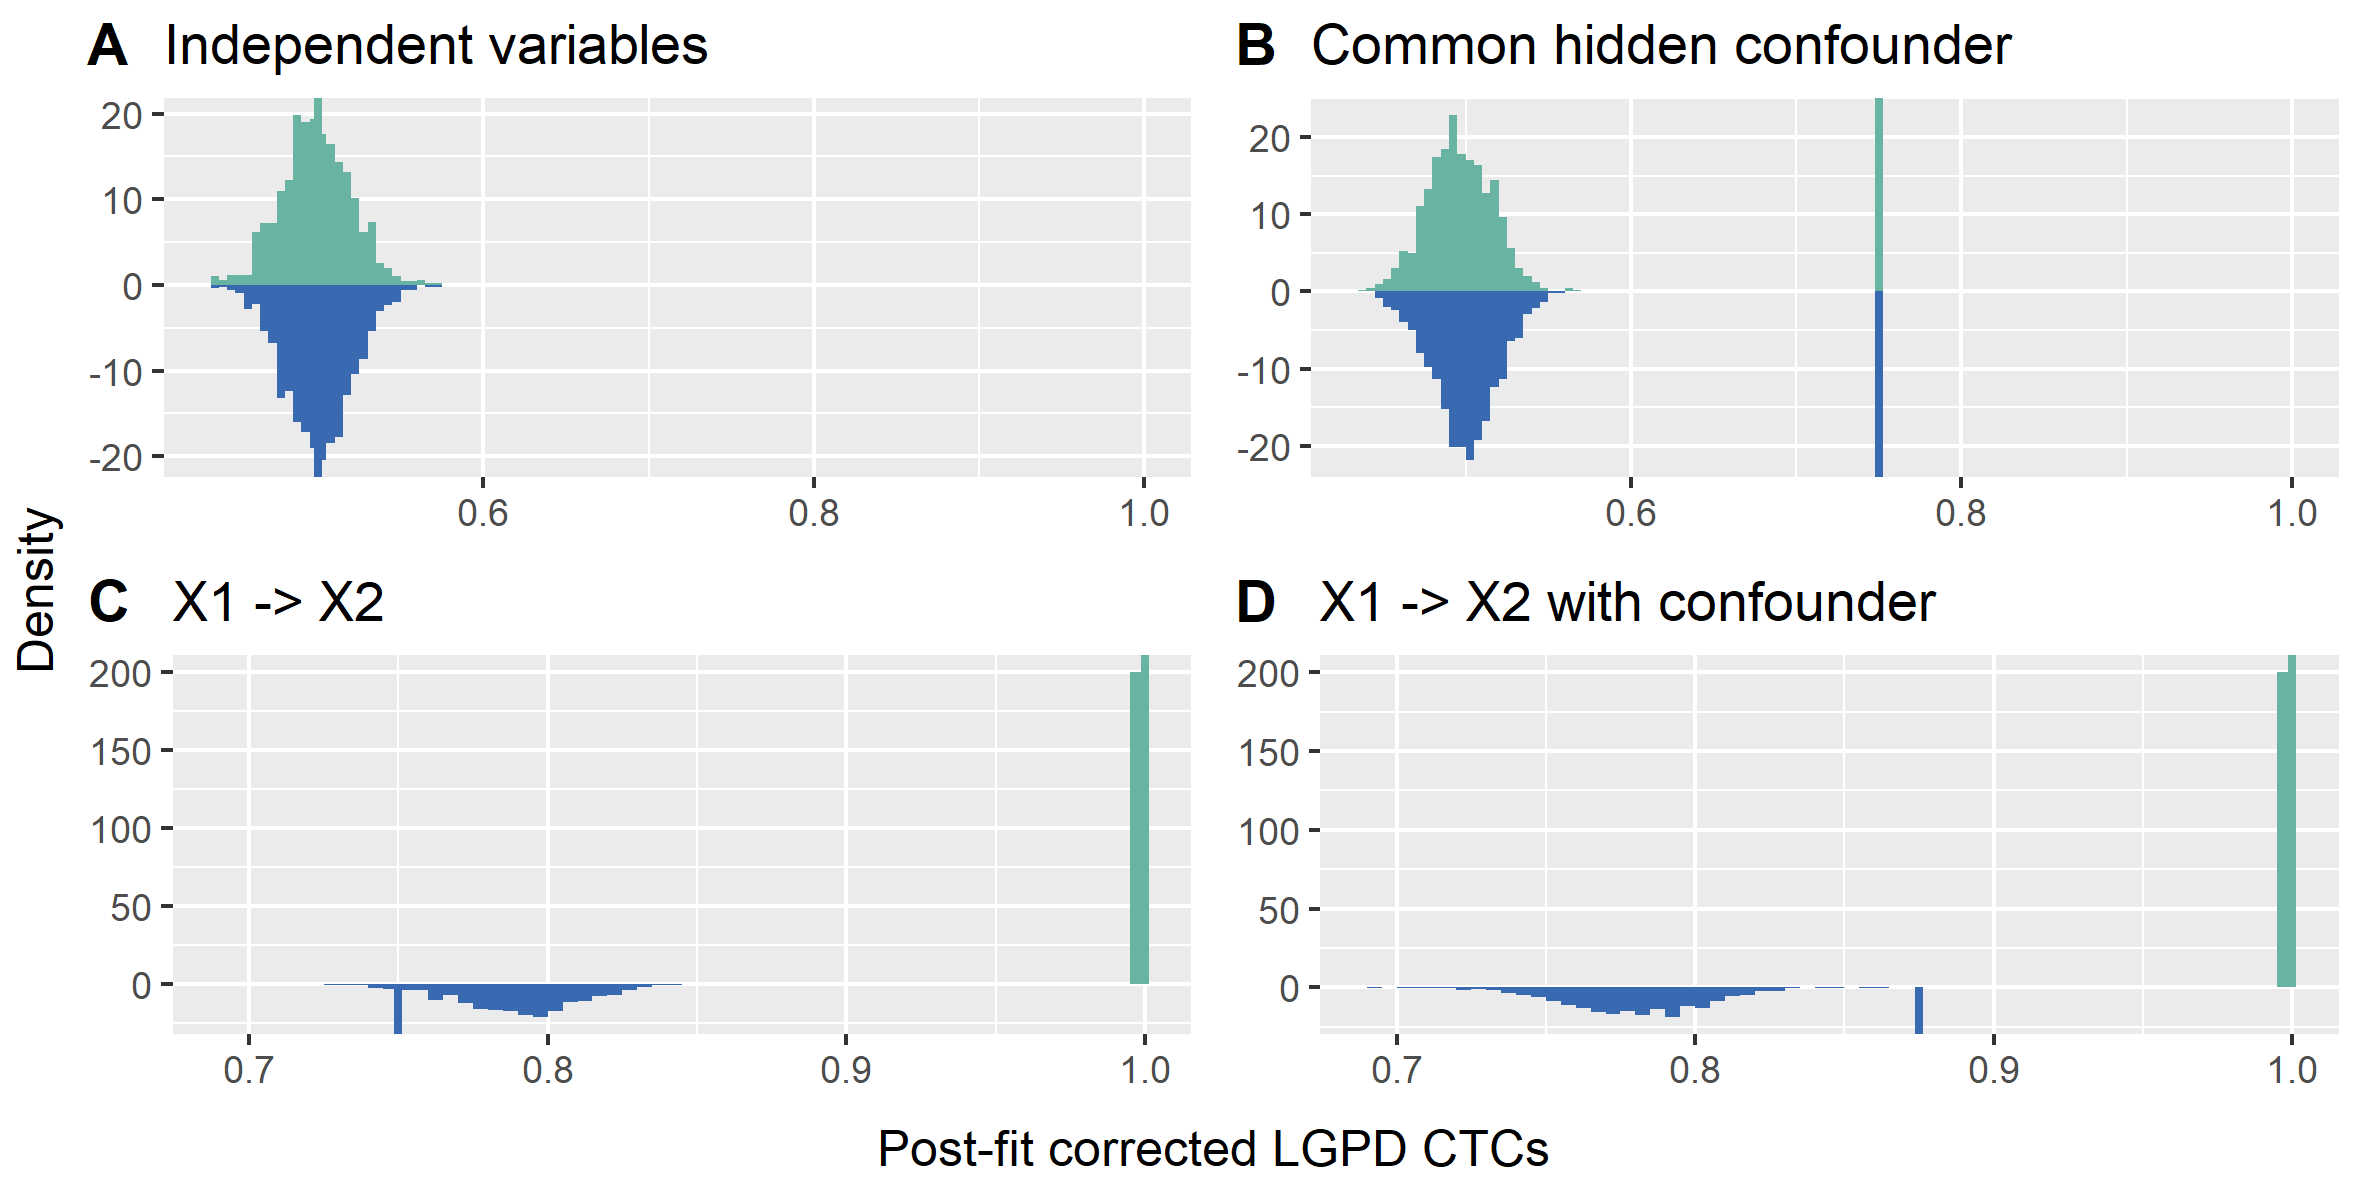 A Independent variables
20
10
0
-10
-20
0.6 0.8 1.0
B Common hidden confounder
20
10
0
-10
-20
0.6 0.8 1.0
Density
C X1 -> X2
200
150
100
50
0
0.7 0.8 0.9 1.0
D X1 -> X2 with confounder
200
150
100
50
0
0.7 0.8 0.9 1.0
Post-fit corrected LGPD CTCs